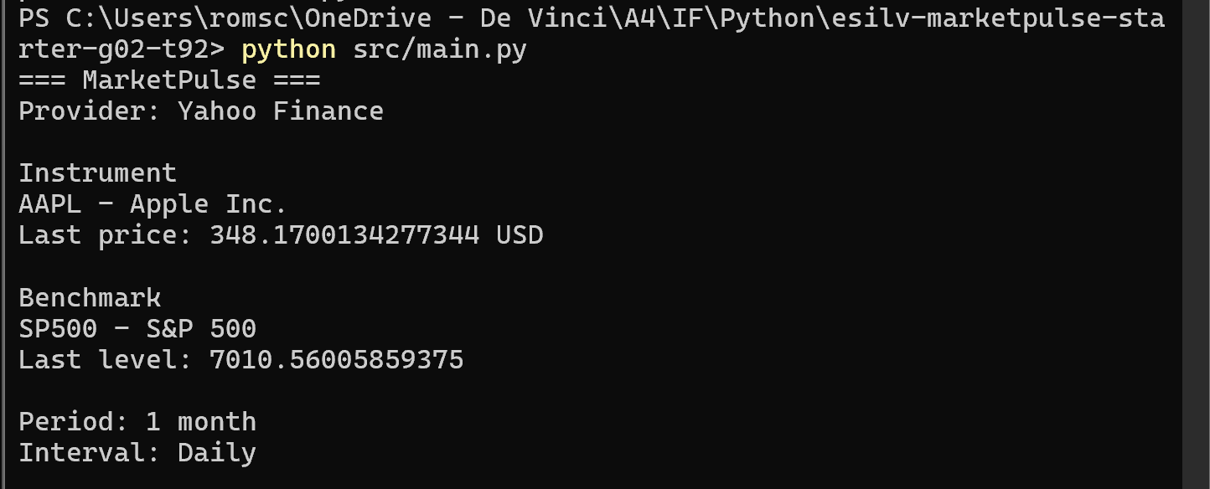 PS C:\Users\romsc\OneDrive - De Vinci\A4\IF\Python\esilv-marketpulse-sta
rter-g02-t92> python src/main.py
=== MarketPulse ===
Provider: Yahoo Finance
Instrument
AAPL - Apple Inc.
Last price: 348.1700134277344 USD
Benchmark
SP500 - S&P 500
Last level: 7010.56005859375
Period: 1 month
Interval: Daily